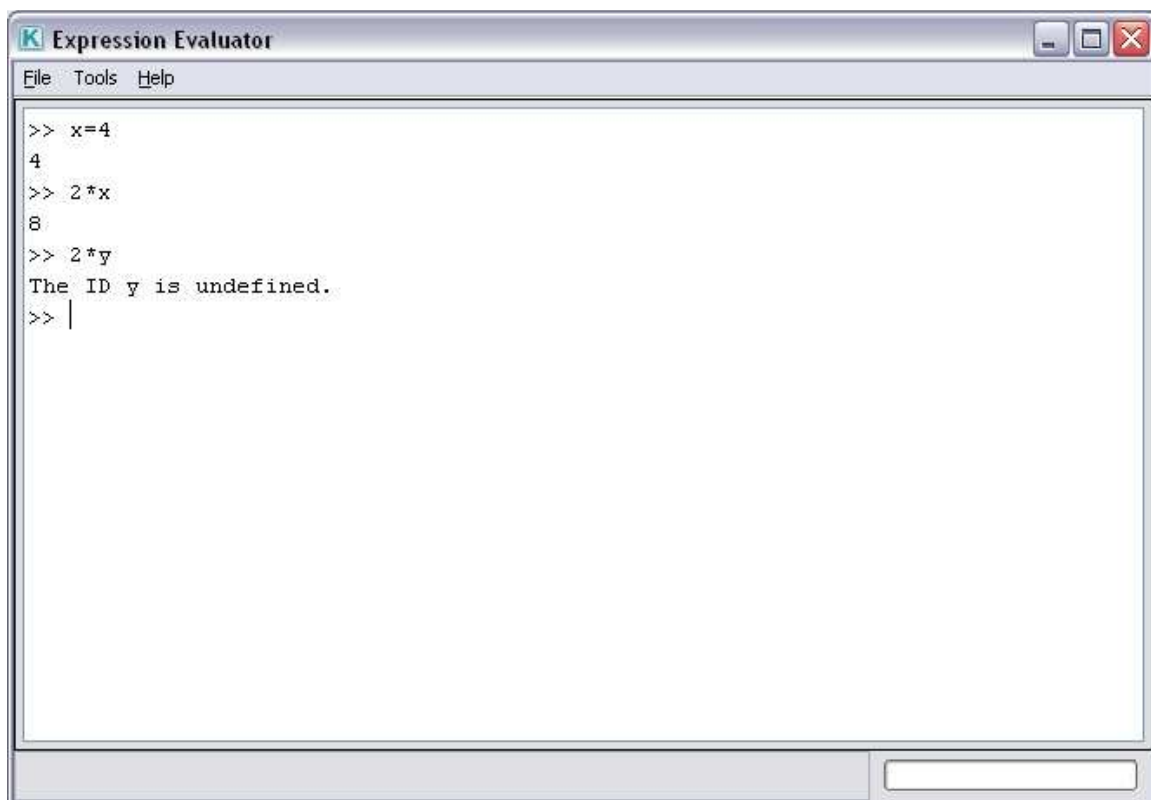 K Expression Evaluator
File Tools Help
>> x=4
4
>> 2*x
8
>> 2*y
The ID y is undefined.
>>